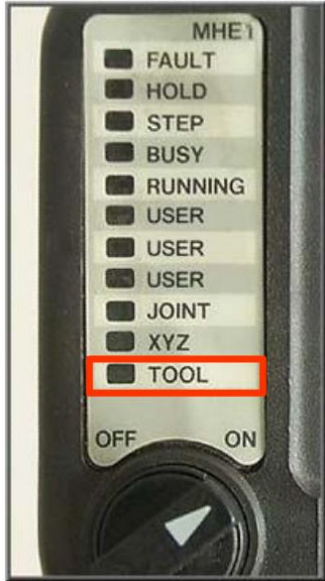 MHE1
FAULT
HOLD
STEP
BUSY
RUNNING
USER
USER
USER
JOINT
XYZ
TOOL
OFF ON